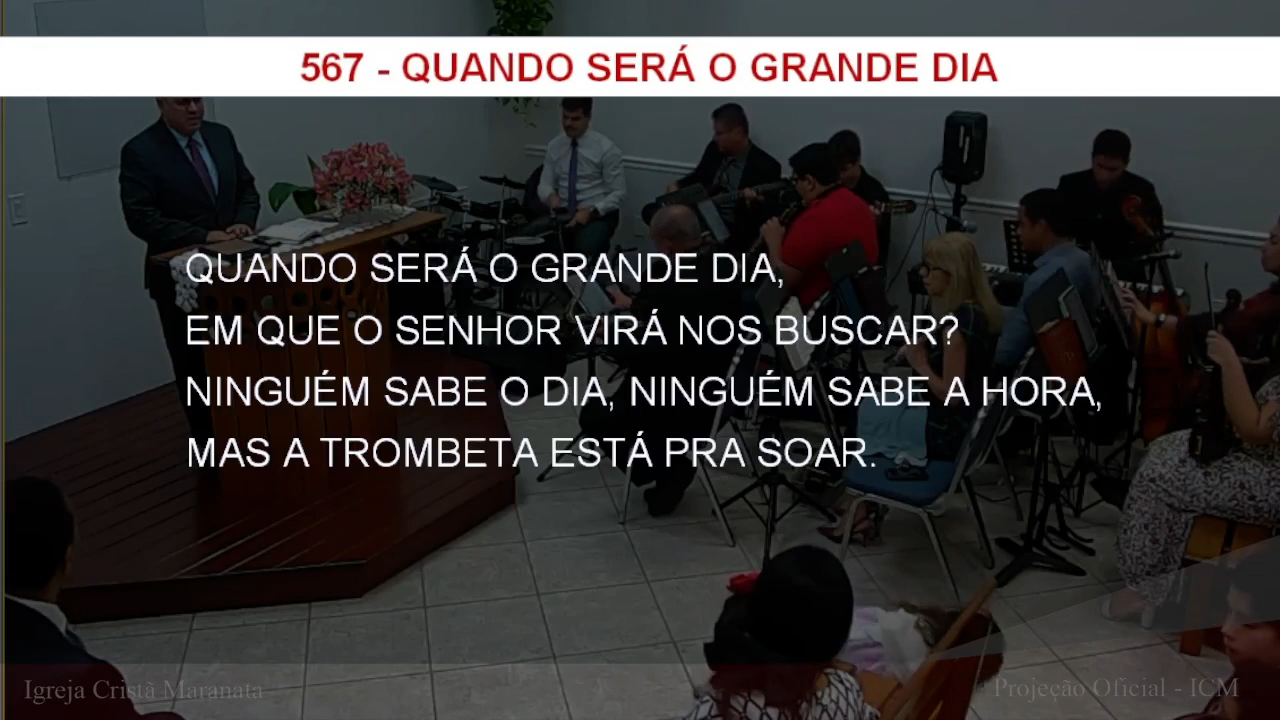 567 - QUANDO SERÁ O GRANDE DIA
QUANDO SERÁ O GRANDE DIA,
EM QUE O SENHOR VIRÁ NOS BUSCAR?
NINGUÉM SABE O DIA, NINGUÉM SABE A HORA,
MAS A TROMBETA ESTÁ PRA SOAR.
Igreja Cristã Maranata
Projeção Oficial - ICM